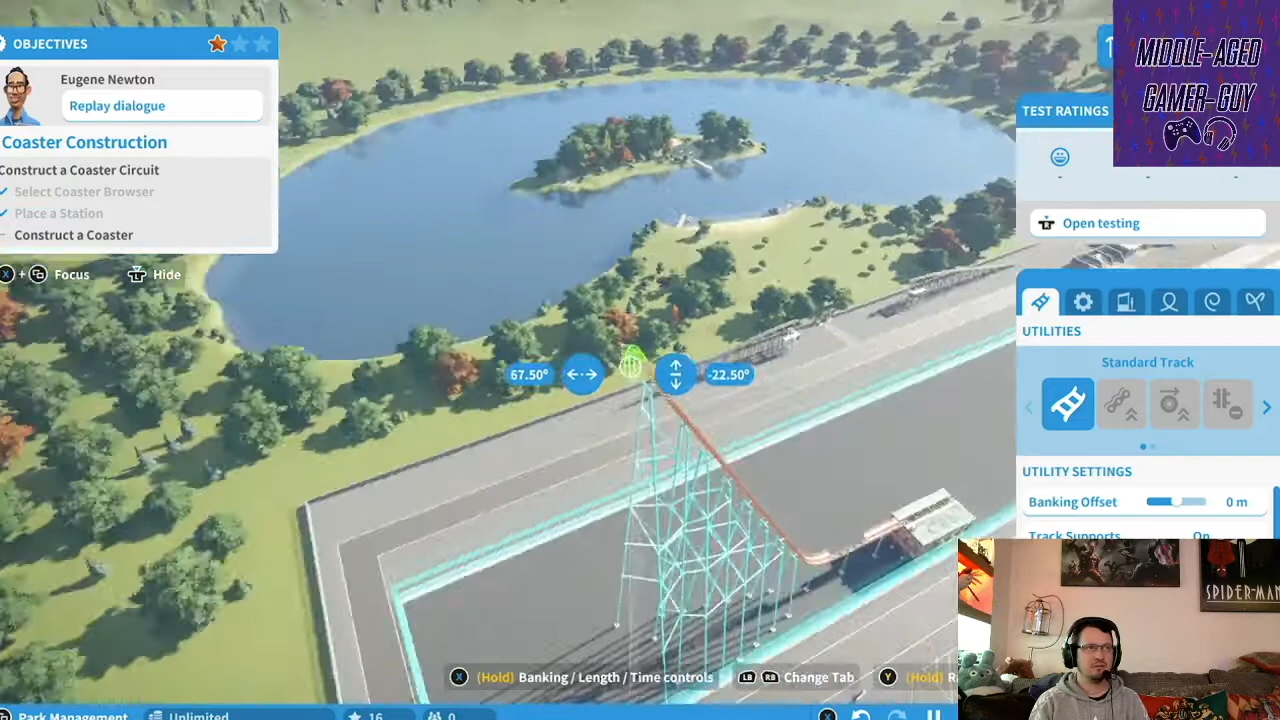 OBJECTIVES
Eugene Newton
Replay dialogue
Coaster Construction
Construct a Coaster Circuit
Select Coaster Browser
Place a Station
Construct a Coaster
X + Focus
L Hide
MIDDLE-AGED
GAMER-GUY
TEST RATINGS
- - -
R Open testing
UTILITIES
Standard Track
67.50°
-22.50°
UTILITY SETTINGS
Banking Offset 0 m
Track Supports On
SPIDER-MAN
X (Hold) Banking / Length / Time controls LB RB Change Tab Y (Hold)
Park Management Unlimited 16 0 X